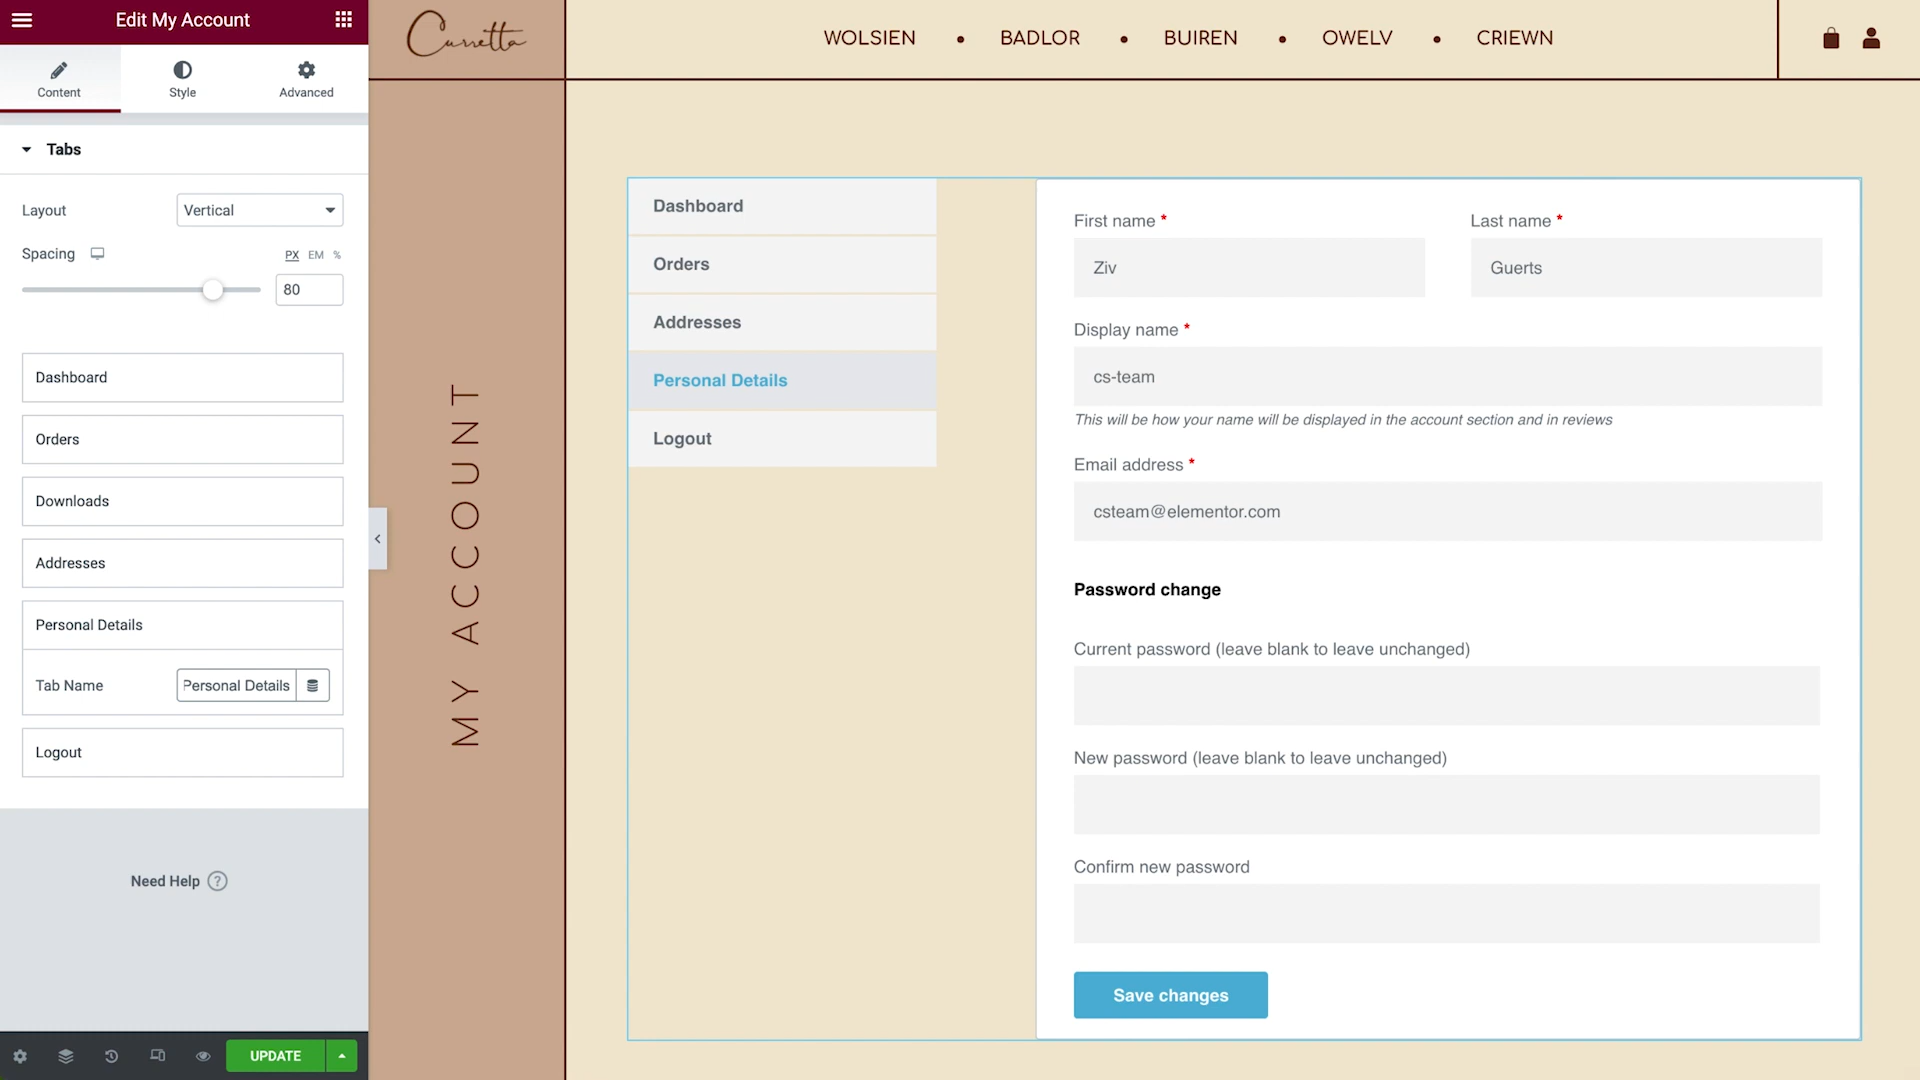 Edit My Account
Content
Style
Advanced
Tabs
Layout
Vertical
Spacing
PX EM %
80
Dashboard
Orders
Downloads
Addresses
Personal Details
Tab Name
Personal Details
Logout
Need Help ?
UPDATE
Curretta
MY ACCOUNT
WOLSIEN • BADLOR • BUIREN • OWELV • CRIEWN
Dashboard
Orders
Addresses
Personal Details
Logout
First name *
Ziv
Last name *
Guerts
Display name *
cs-team
This will be how your name will be displayed in the account section and in reviews
Email address *
csteam@elementor.com
Password change
Current password (leave blank to leave unchanged)
New password (leave blank to leave unchanged)
Confirm new password
Save changes